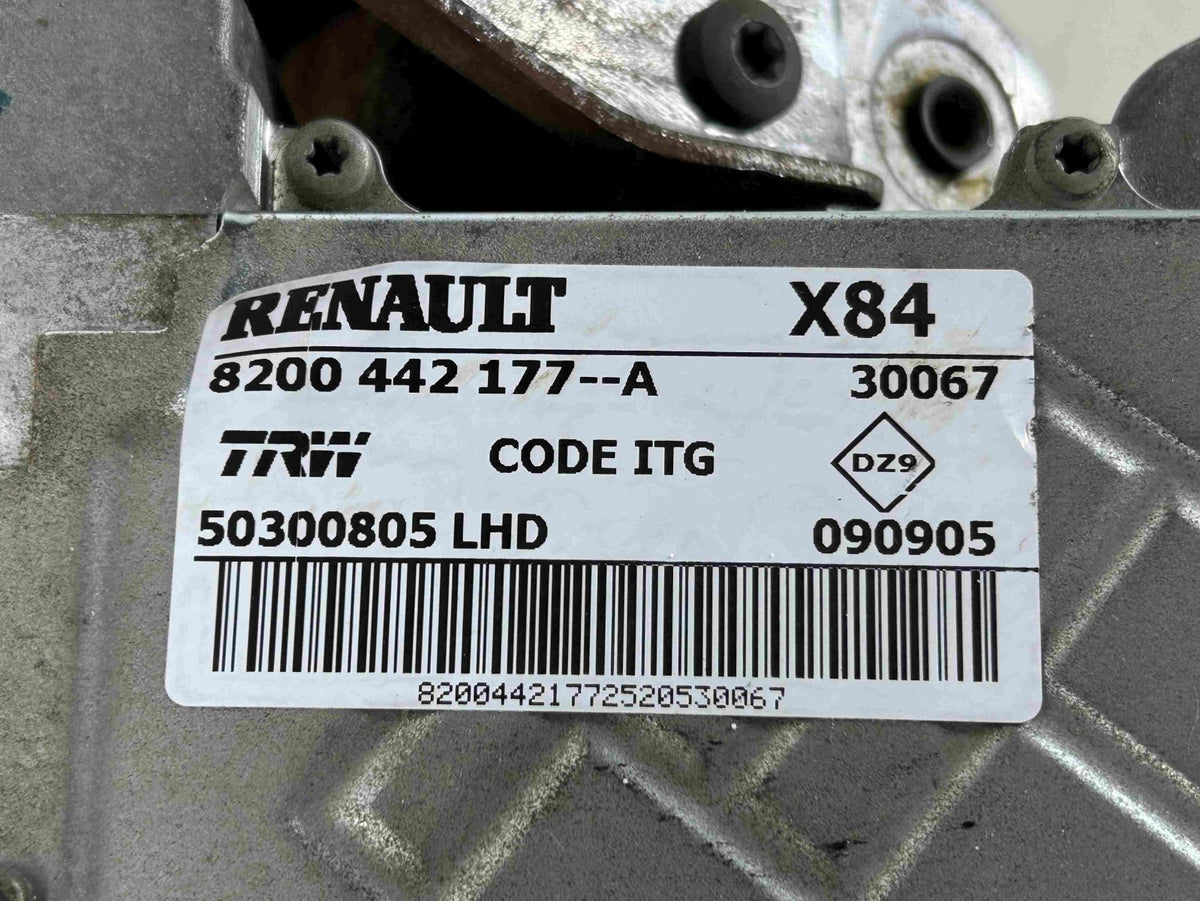 RENAULT X84
8200 442 177--A 30067
TRW CODE ITG DZ9
50300805 LHD 090905
82004421772520530067